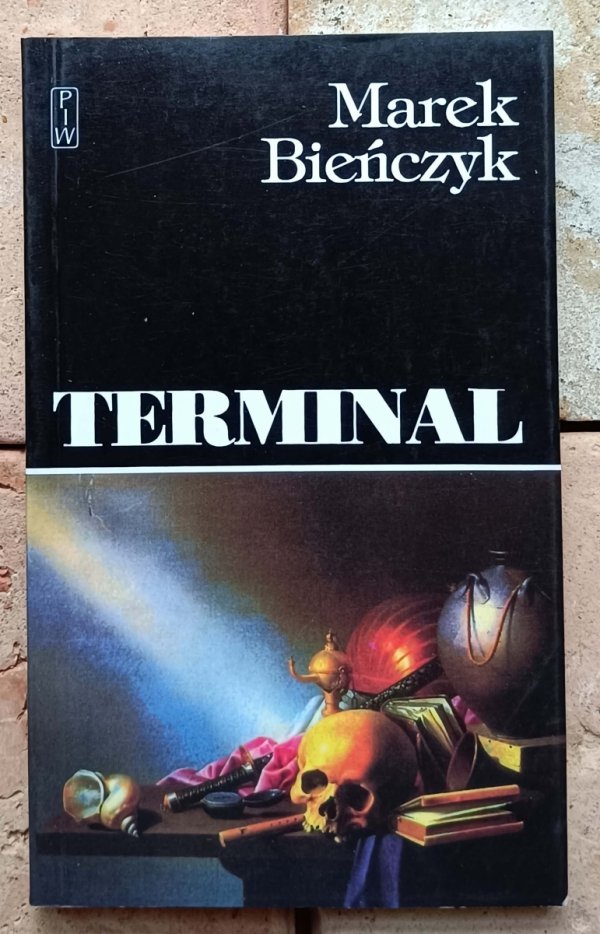 PIW
Marek
Bieńczyk
TERMINAL